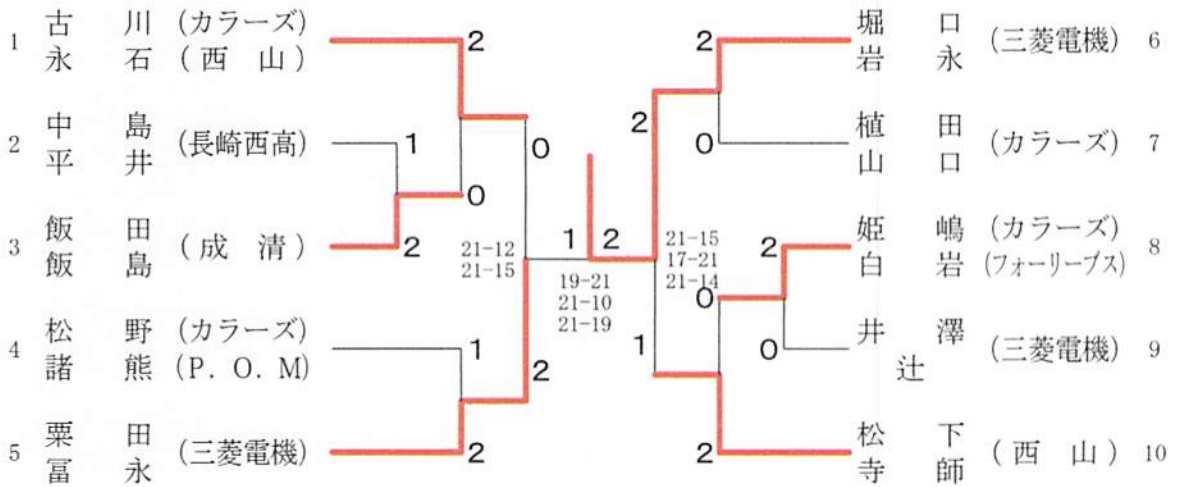 1 古川 (カラーズ)
永石 (西山)
2 中島 (長崎西高)
平井
3 飯田 (成清)
飯島
4 松野 (カラーズ)
諸熊 (P.O.M)
5 粟田 (三菱電機)
冨永
2
1
0
2
0
21-12
21-15
1
2
2
1 2
19-21
21-10
21-19
2
2
0
21-15
17-21
21-14
2
0
0
1
2
堀口 (三菱電機) 6
岩永
植田 (カラーズ) 7
山口
姫嶋 (カラーズ) 8
白岩 (フォーリーブス)
井澤 (三菱電機) 9
辻
松下 (西山) 10
寺師